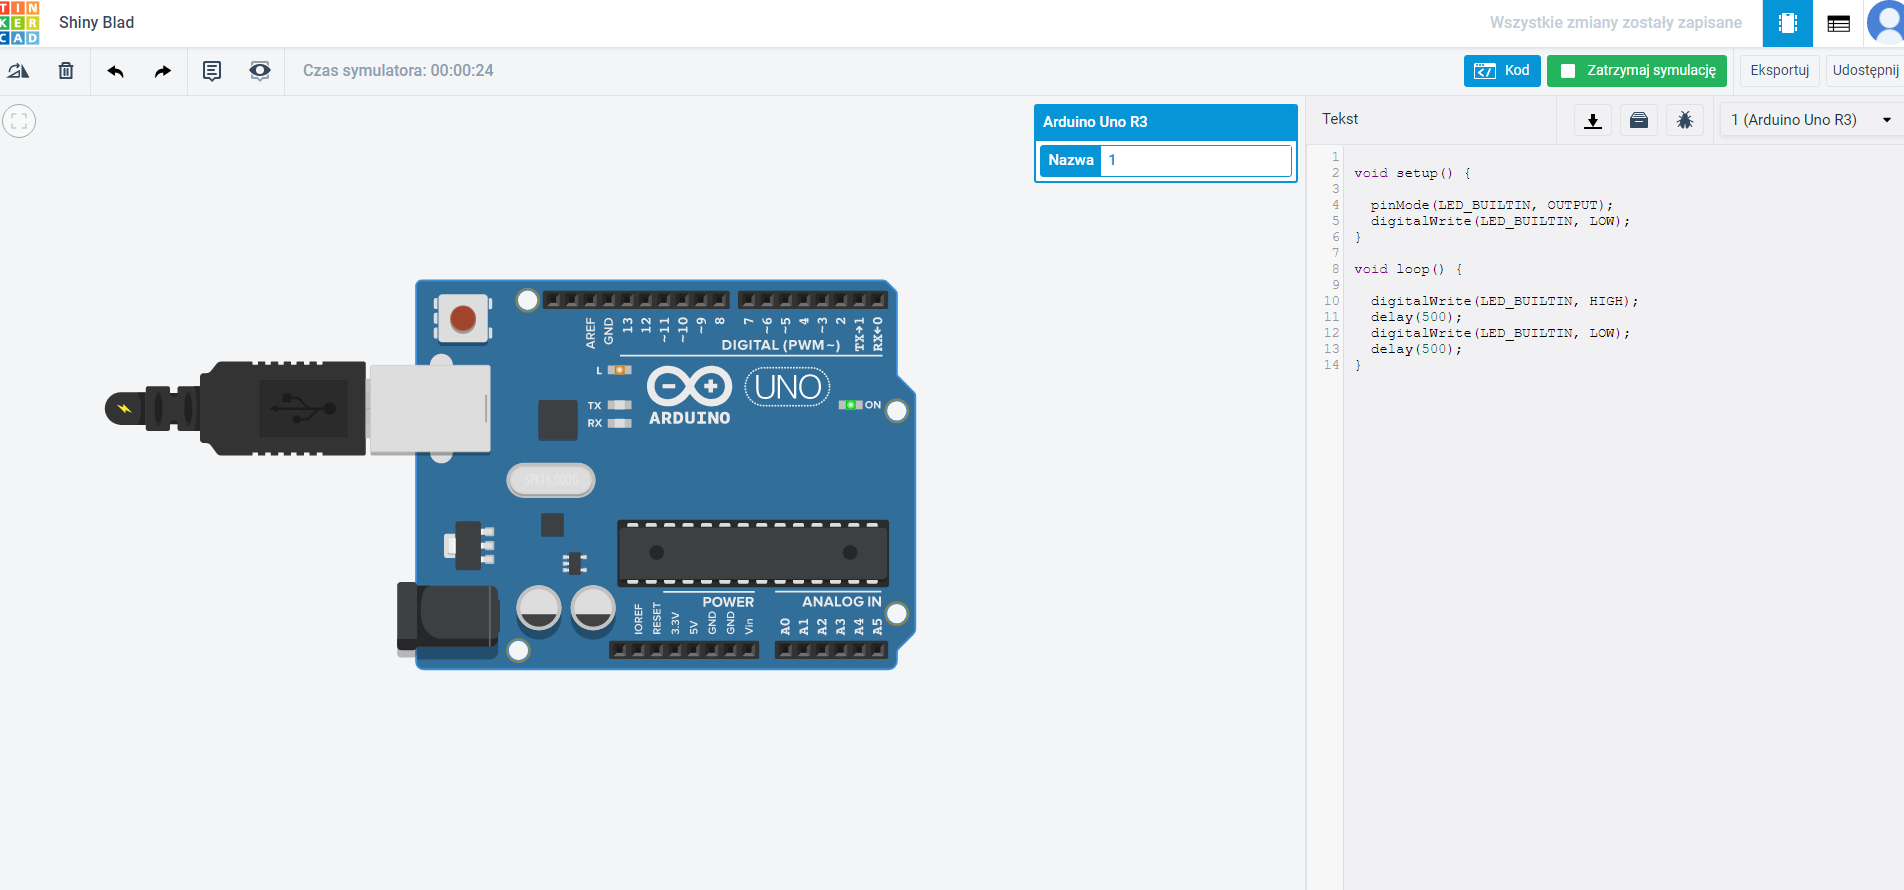 TIN
KER
CAD
Shiny Blad
Wszystkie zmiany zostały zapisane
Czas symulatora: 00:00:24
Kod
Zatrzymaj symulację
Eksportuj
Udostępnij
Arduino Uno R3
Nazwa 1
Tekst
1 (Arduino Uno R3)
1
2 void setup() {
3
4 pinMode(LED_BUILTIN, OUTPUT);
5 digitalWrite(LED_BUILTIN, LOW);
6 }
7
8 void loop() {
9
10 digitalWrite(LED_BUILTIN, HIGH);
11 delay(500);
12 digitalWrite(LED_BUILTIN, LOW);
13 delay(500);
14 }
AREF GND 13 12 ~11 ~10 ~9 8 7 ~6 ~5 4 ~3 2 TX→1 RX←0
DIGITAL (PWM~)
L
TX
RX
ARDUINO
UNO
ON
SPK16.000G
POWER
ANALOG IN
IOREF RESET 3.3V 5V GND GND Vin A0 A1 A2 A3 A4 A5